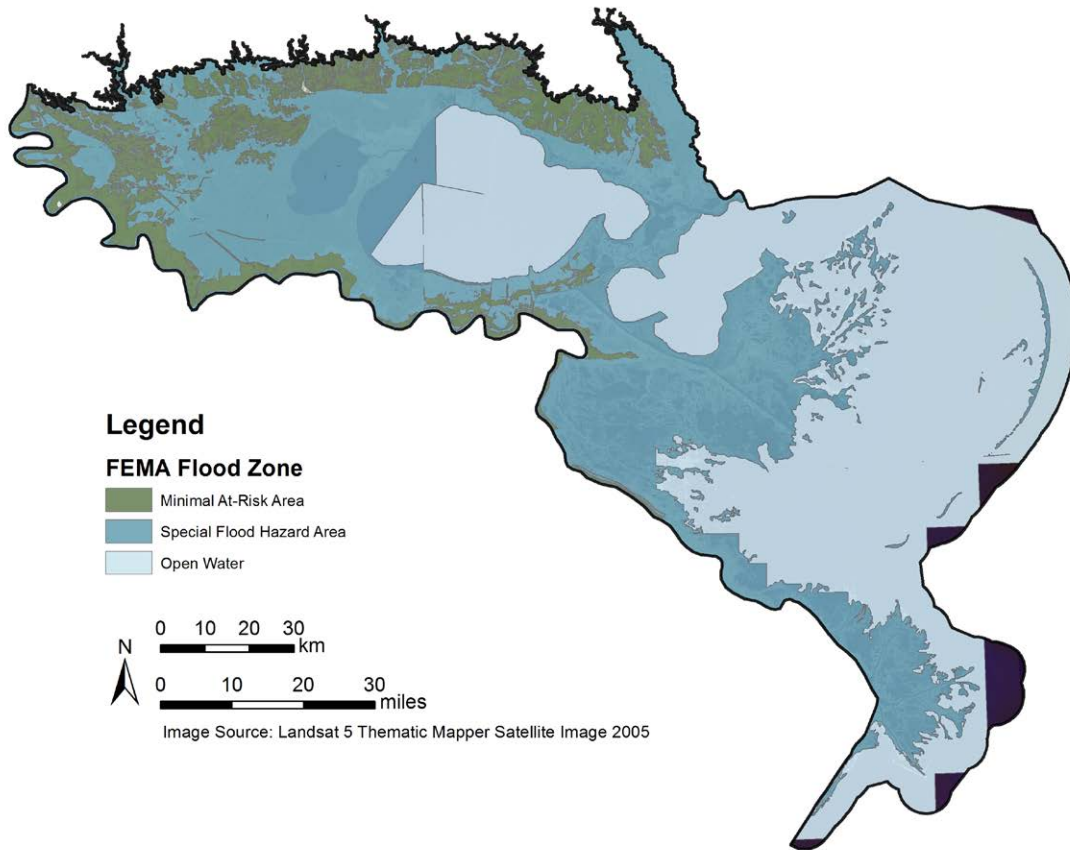 Legend
FEMA Flood Zone
Minimal At-Risk Area
Special Flood Hazard Area
Open Water
N
0 10 20 30
km
0 10 20 30
miles
Image Source: Landsat 5 Thematic Mapper Satellite Image 2005